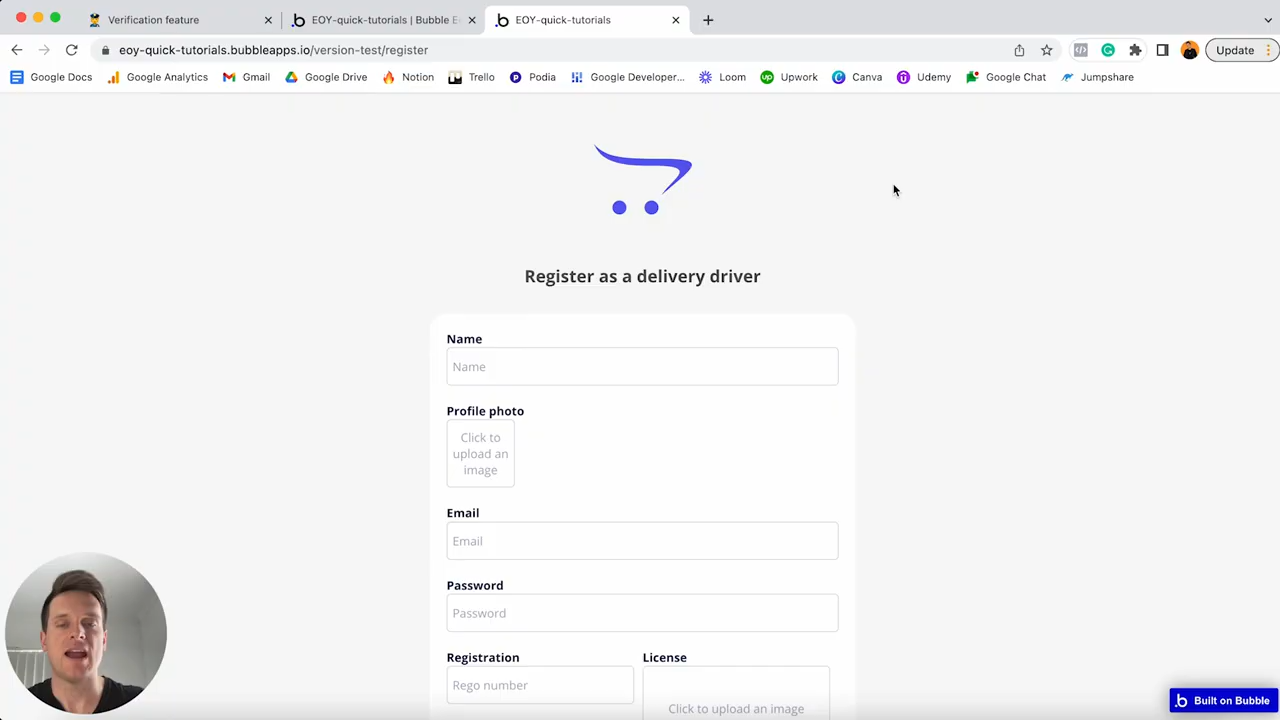 Verification feature
EOY-quick-tutorials | Bubble E
EOY-quick-tutorials
eoy-quick-tutorials.bubbleapps.io/version-test/register
Update
Google Docs
Google Analytics
Gmail
Google Drive
Notion
Trello
Podia
Google Developer...
Loom
Upwork
Canva
Udemy
Google Chat
Jumpshare
Register as a delivery driver
Name
Name
Profile photo
Click to
upload an
image
Email
Email
Password
Password
Registration
License
Rego number
Click to upload an image
Built on Bubble